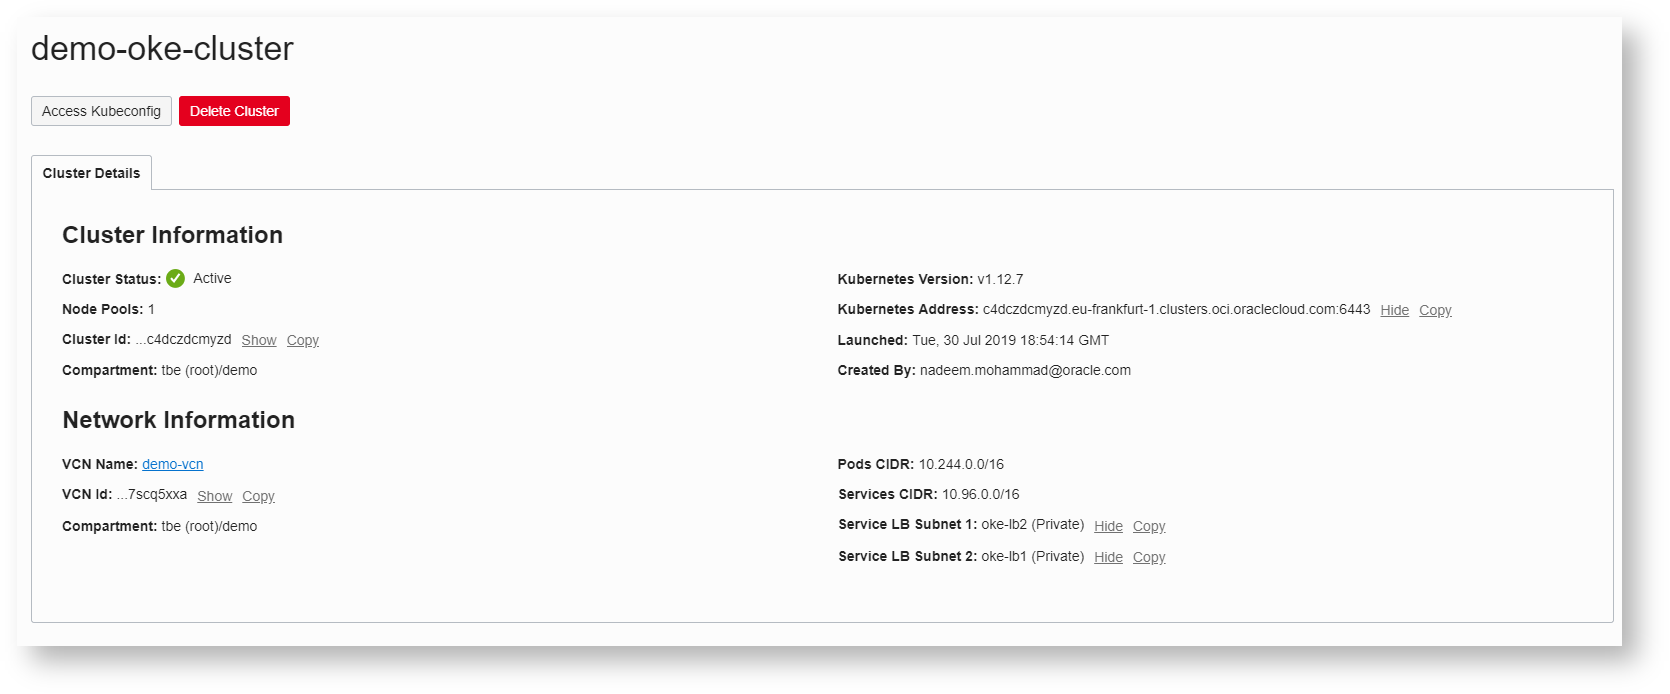 demo-oke-cluster
Access Kubeconfig Delete Cluster
Cluster Details
Cluster Information
Cluster Status: Active
Node Pools: 1
Cluster Id: ...c4dczdcmyzd Show Copy
Compartment: tbe (root)/demo
Kubernetes Version: v1.12.7
Kubernetes Address: c4dczdcmyzd.eu-frankfurt-1.clusters.oci.oraclecloud.com:6443 Hide Copy
Launched: Tue, 30 Jul 2019 18:54:14 GMT
Created By: nadeem.mohammad@oracle.com
Network Information
VCN Name: demo-vcn
VCN Id: ...7scq5xxa Show Copy
Compartment: tbe (root)/demo
Pods CIDR: 10.244.0.0/16
Services CIDR: 10.96.0.0/16
Service LB Subnet 1: oke-lb2 (Private) Hide Copy
Service LB Subnet 2: oke-lb1 (Private) Hide Copy